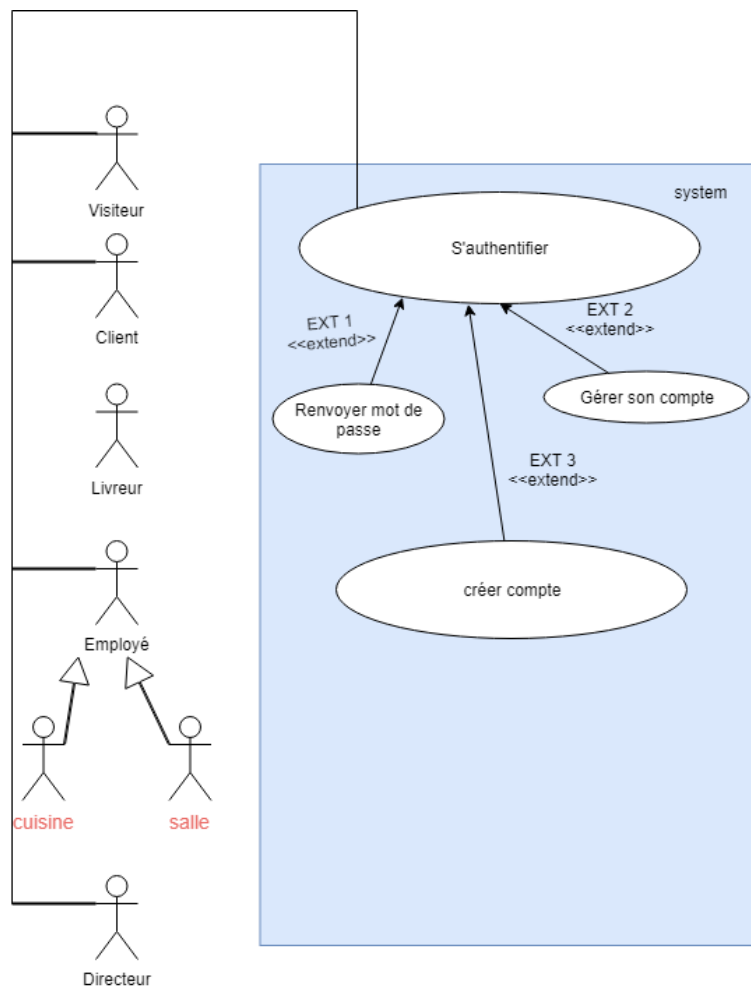 Visiteur
system
S'authentifier
Client
EXT 1
<<extend>>
EXT 2
<<extend>>
Renvoyer mot de
passe
Gérer son compte
Livreur
EXT 3
<<extend>>
créer compte
Employé
cuisine
salle
Directeur